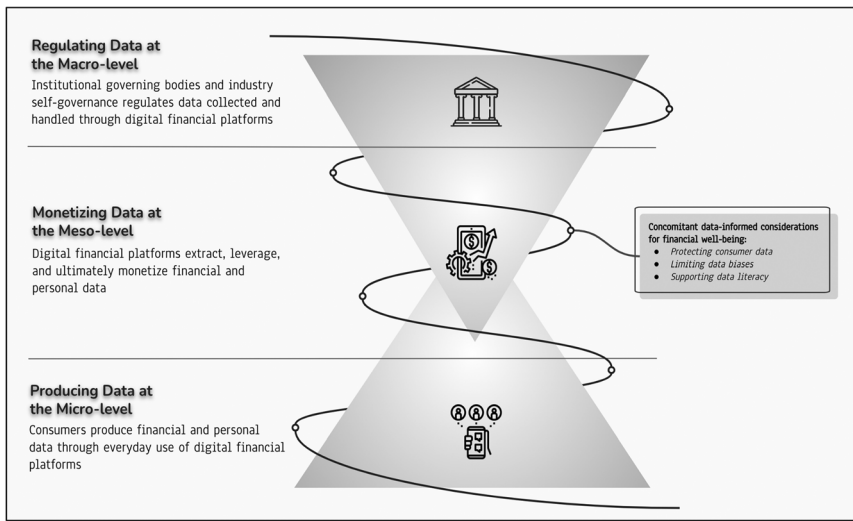 Regulating Data at
the Macro-level
Institutional governing bodies and industry
self-governance regulates data collected and
handled through digital financial platforms
Monetizing Data at
the Meso-level
Digital financial platforms extract, leverage,
and ultimately monetize financial and
personal data
Concomitant data-informed considerations
for financial well-being:
● Protecting consumer data
● Limiting data biases
● Supporting data literacy
Producing Data at
the Micro-level
Consumers produce financial and personal
data through everyday use of digital financial
platforms